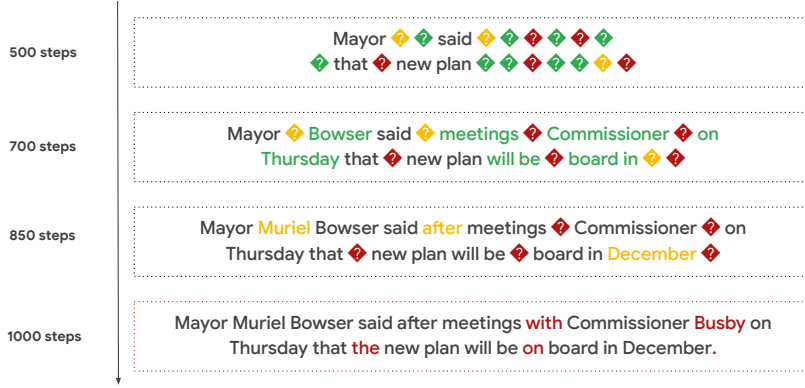 500 steps
Mayor � � said � � � � � �
� that � new plan � � � � � � �
700 steps
Mayor � Bowser said � meetings � Commissioner � on
Thursday that � new plan will be � board in � �
850 steps
Mayor Muriel Bowser said after meetings � Commissioner � on
Thursday that � new plan will be � board in December �
1000 steps
Mayor Muriel Bowser said after meetings with Commissioner Busby on
Thursday that the new plan will be on board in December.